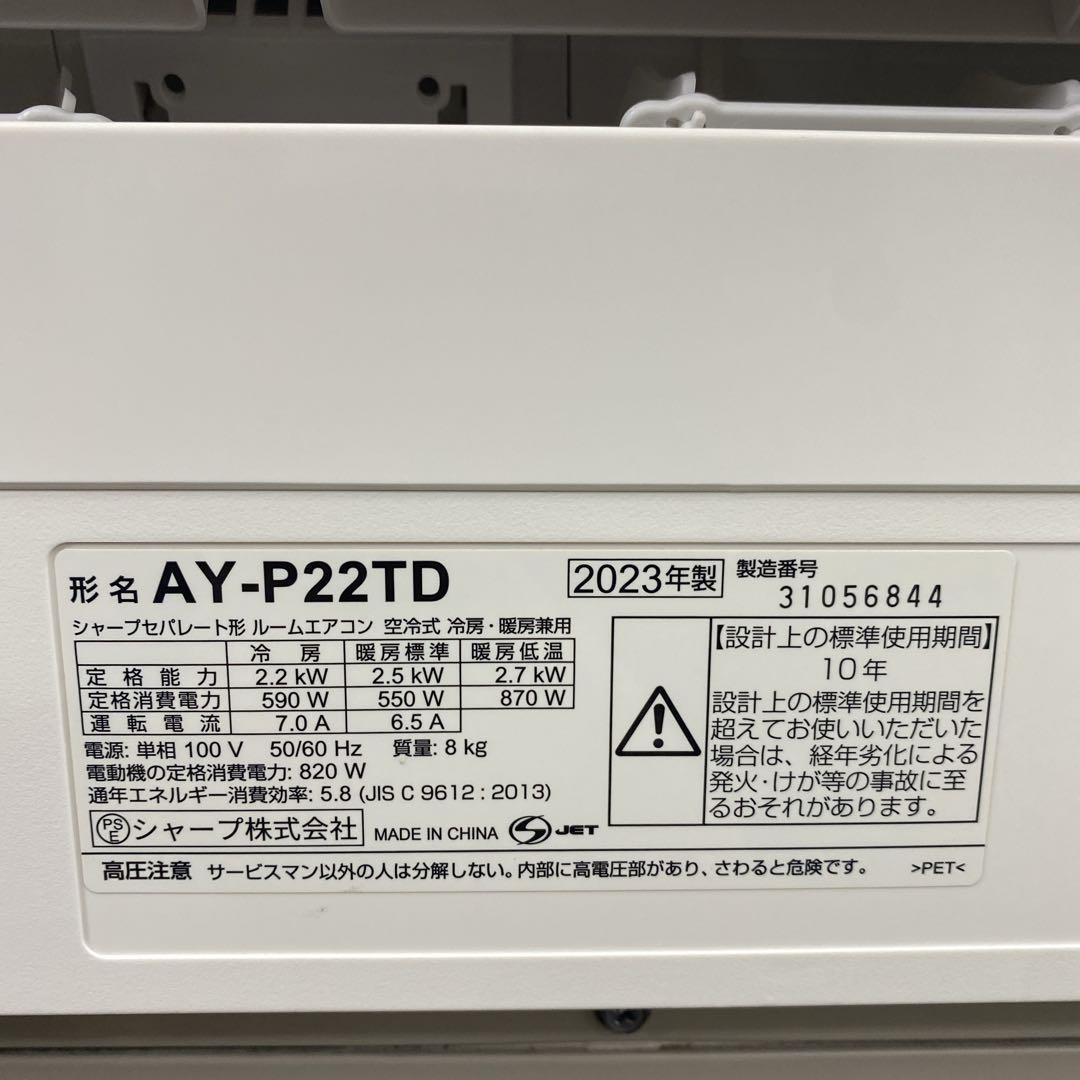 形名 AY-P22TD 2023年製 製造番号 31056844
シャープセパレート形 ルームエアコン 空冷式 冷房・暖房兼用
冷房 暖房標準 暖房低温
定格能力 2.2 kW 2.5 kW 2.7 kW
定格消費電力 590 W 550 W 870 W
運転電流 7.0 A 6.5 A
電源: 単相 100 V 50/60 Hz 質量: 8 kg
電動機の定格消費電力: 820 W
通年エネルギー消費効率: 5.8 (JIS C 9612 : 2013)
PSE シャープ株式会社 MADE IN CHINA JET
【設計上の標準使用期間】
10年
設計上の標準使用期間を
超えてお使いいただいた
場合は、経年劣化による
発火・けが等の事故に至
るおそれがあります。
高圧注意 サービスマン以外の人は分解しない。内部に高電圧部があり、さわると危険です。 >PET<